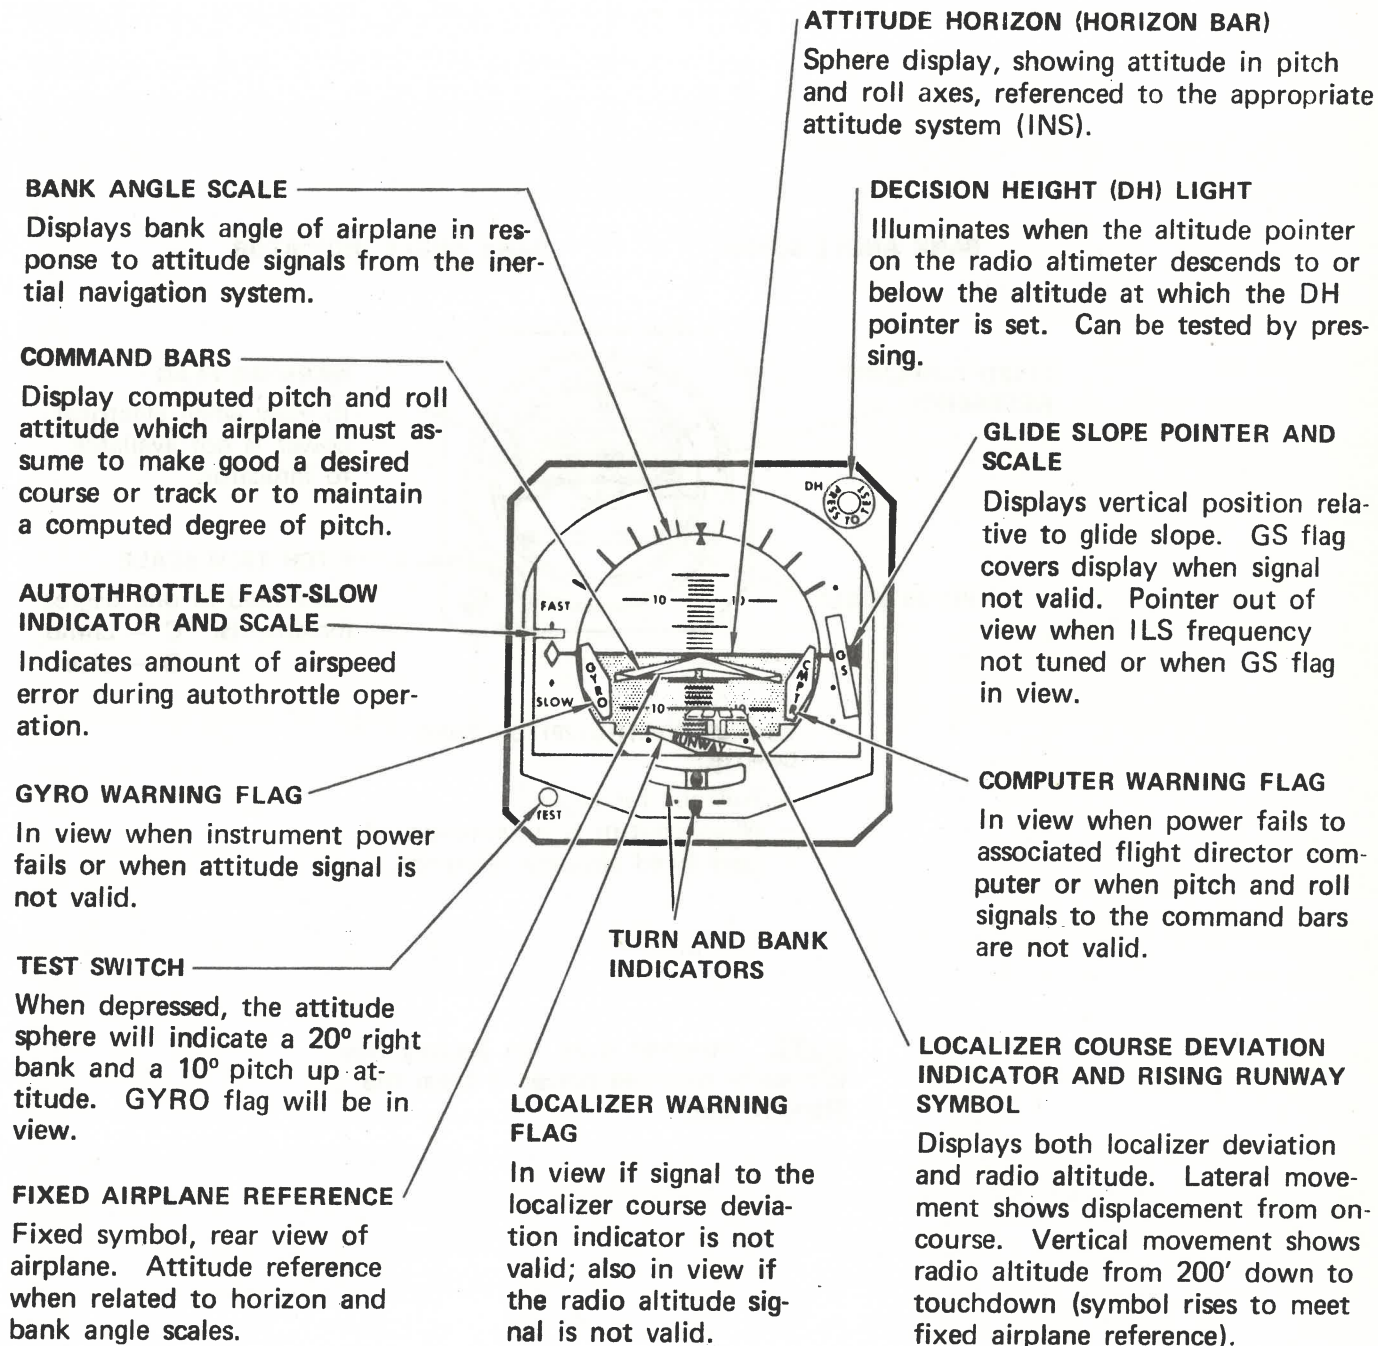 ATTITUDE HORIZON (HORIZON BAR)
Sphere display, showing attitude in pitch
and roll axes, referenced to the appropriate
attitude system (INS).
BANK ANGLE SCALE
Displays bank angle of airplane in res-
ponse to attitude signals from the iner-
tial navigation system.
COMMAND BARS
Display computed pitch and roll
attitude which airplane must as-
sume to make good a desired
course or track or to maintain
a computed degree of pitch.
AUTOTHROTTLE FAST-SLOW
INDICATOR AND SCALE
Indicates amount of airspeed
error during autothrottle oper-
ation.
GYRO WARNING FLAG
In view when instrument power
fails or when attitude signal is
not valid.
TEST SWITCH
When depressed, the attitude
sphere will indicate a 20º right
bank and a 10º pitch up at-
titude. GYRO flag will be in
view.
FIXED AIRPLANE REFERENCE
Fixed symbol, rear view of
airplane. Attitude reference
when related to horizon and
bank angle scales.
DH
PRESS TO TEST
FAST
10 10
GYRO
CMPTR
GS
SLOW
10 10
RUNWAY
TEST
TURN AND BANK
INDICATORS
LOCALIZER WARNING
FLAG
In view if signal to the
localizer course devia-
tion indicator is not
valid; also in view if
the radio altitude sig-
nal is not valid.
DECISION HEIGHT (DH) LIGHT
Illuminates when the altitude pointer
on the radio altimeter descends to or
below the altitude at which the DH
pointer is set. Can be tested by pres-
sing.
GLIDE SLOPE POINTER AND
SCALE
Displays vertical position rela-
tive to glide slope. GS flag
covers display when signal
not valid. Pointer out of
view when ILS frequency
not tuned or when GS flag
in view.
COMPUTER WARNING FLAG
In view when power fails to
associated flight director com-
puter or when pitch and roll
signals to the command bars
are not valid.
LOCALIZER COURSE DEVIATION
INDICATOR AND RISING RUNWAY
SYMBOL
Displays both localizer deviation
and radio altitude. Lateral move-
ment shows displacement from on-
course. Vertical movement shows
radio altitude from 200' down to
touchdown (symbol rises to meet
fixed airplane reference).